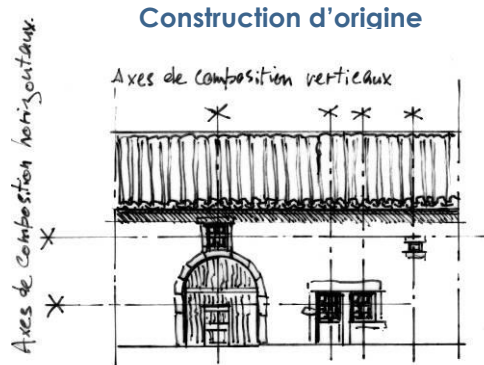 Construction d’origine
Axes de composition verticaux
Axes de composition horizontaux.